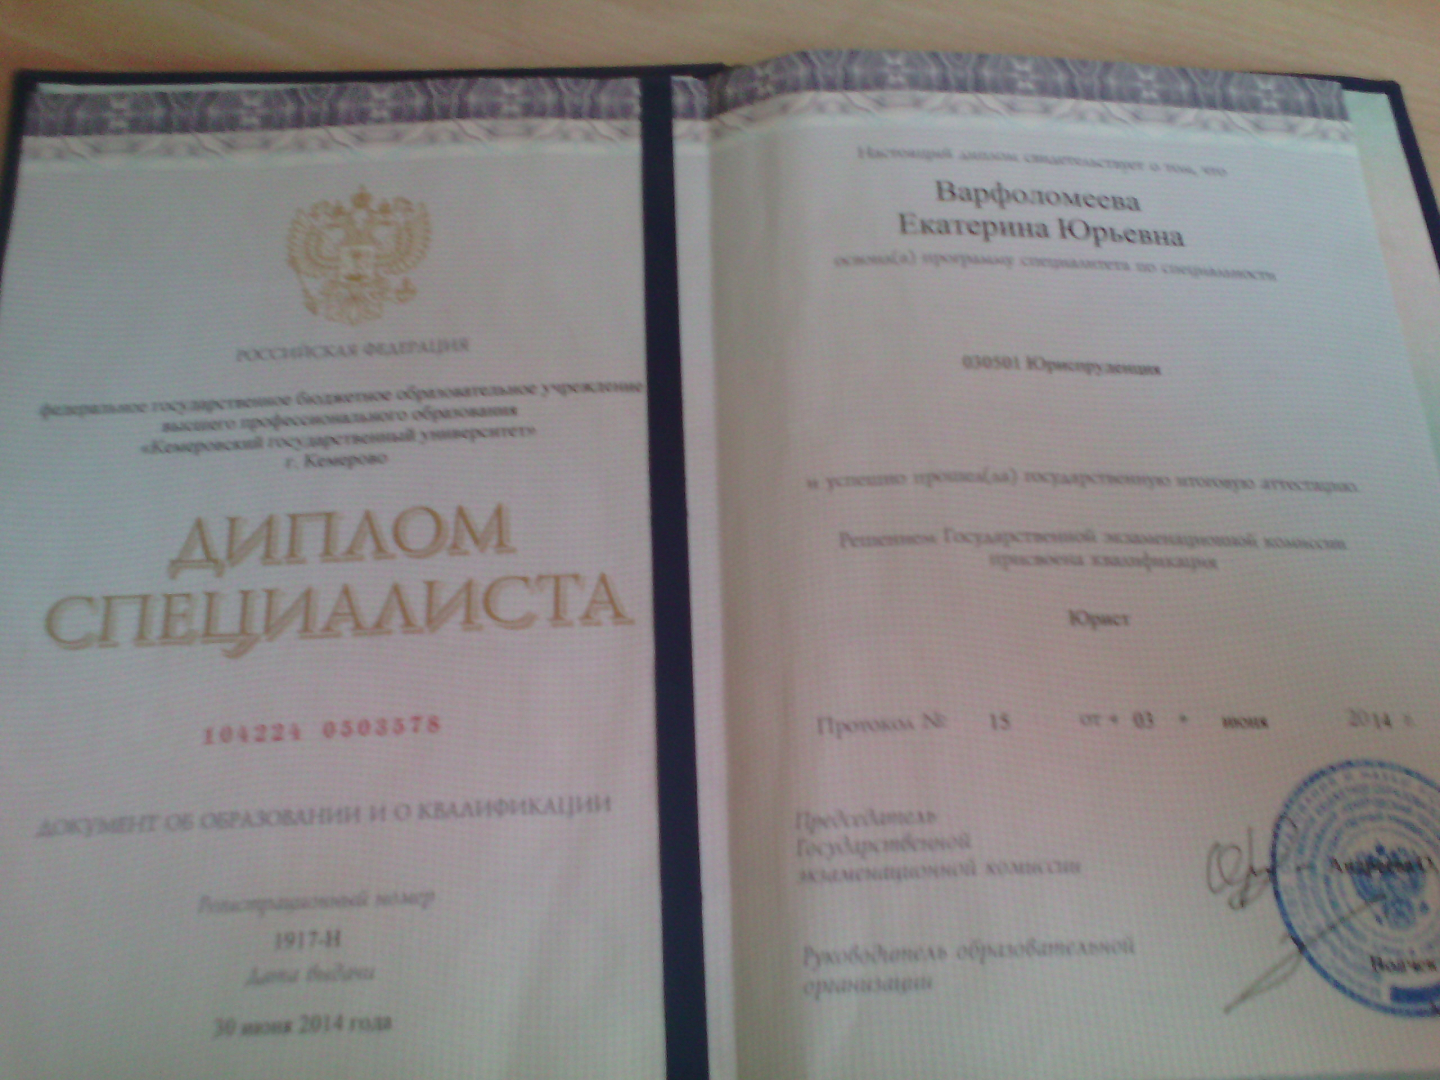 РОССИЙСКАЯ ФЕДЕРАЦИЯ
федеральное государственное бюджетное образовательное учреждение
высшего профессионального образования
«Кемеровский государственный университет»
г. Кемерово
ДИПЛОМ
СПЕЦИАЛИСТА
104224 0503578
ДОКУМЕНТ ОБ ОБРАЗОВАНИИ И О КВАЛИФИКАЦИИ
Регистрационный номер
1917-Н
Дата выдачи
30 июня 2014 года
Настоящий диплом свидетельствует о том, что
Варфоломеева
Екатерина Юрьевна
освоил(а) программу специалитета по специальности
030501 Юриспруденция
и успешно прошел(ла) государственную итоговую аттестацию
Решением Государственной экзаменационной комиссии
присвоена квалификация
Юрист
Протокол № 15 от « 03 » июня 2014 г.
Председатель
Государственной
экзаменационной комиссии
Руководитель образовательной
организации
Волчек